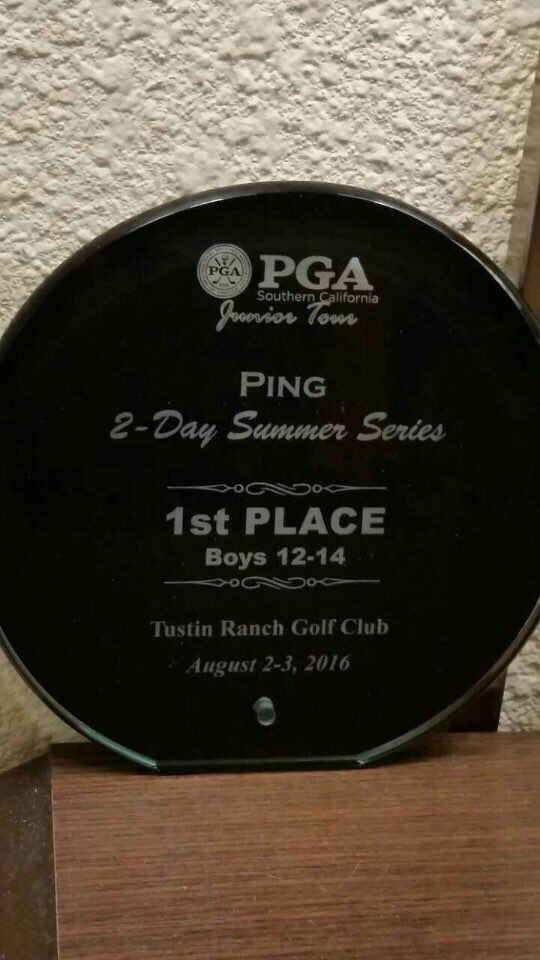 PGA
PGA
Southern California
Junior Tour
PING
2-Day Summer Series
1st PLACE
Boys 12-14
Tustin Ranch Golf Club
August 2-3, 2016